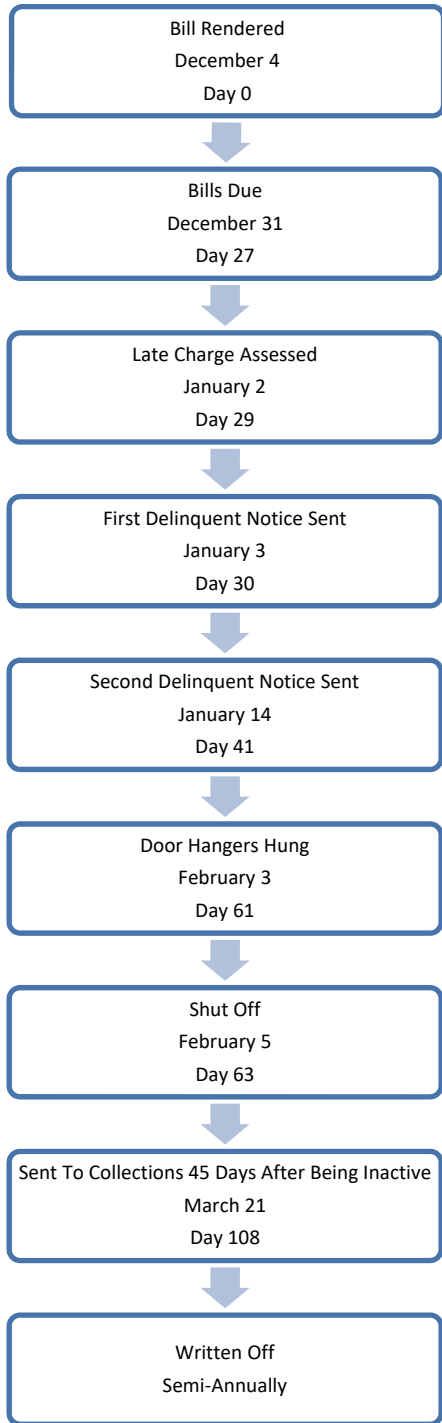 Bill Rendered
December 4
Day 0
Bills Due
December 31
Day 27
Late Charge Assessed
January 2
Day 29
First Delinquent Notice Sent
January 3
Day 30
Second Delinquent Notice Sent
January 14
Day 41
Door Hangers Hung
February 3
Day 61
Shut Off
February 5
Day 63
Sent To Collections 45 Days After Being Inactive
March 21
Day 108
Written Off
Semi-Annually